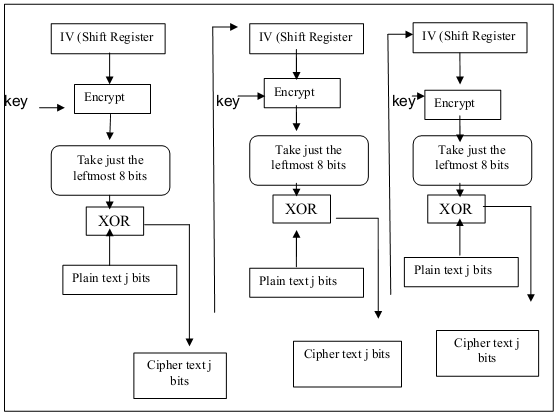 IV (Shift Register
key
Encrypt
Take just the
leftmost 8 bits
XOR
Plain text j bits
Cipher text j
bits
IV (Shift Register
key
Encrypt
Take just the
leftmost 8 bits
XOR
Plain text j bits
Cipher text j bits
IV (Shift Register
key
Encrypt
Take just the
leftmost 8 bits
XOR
Plain text j bits
Cipher text j
bits